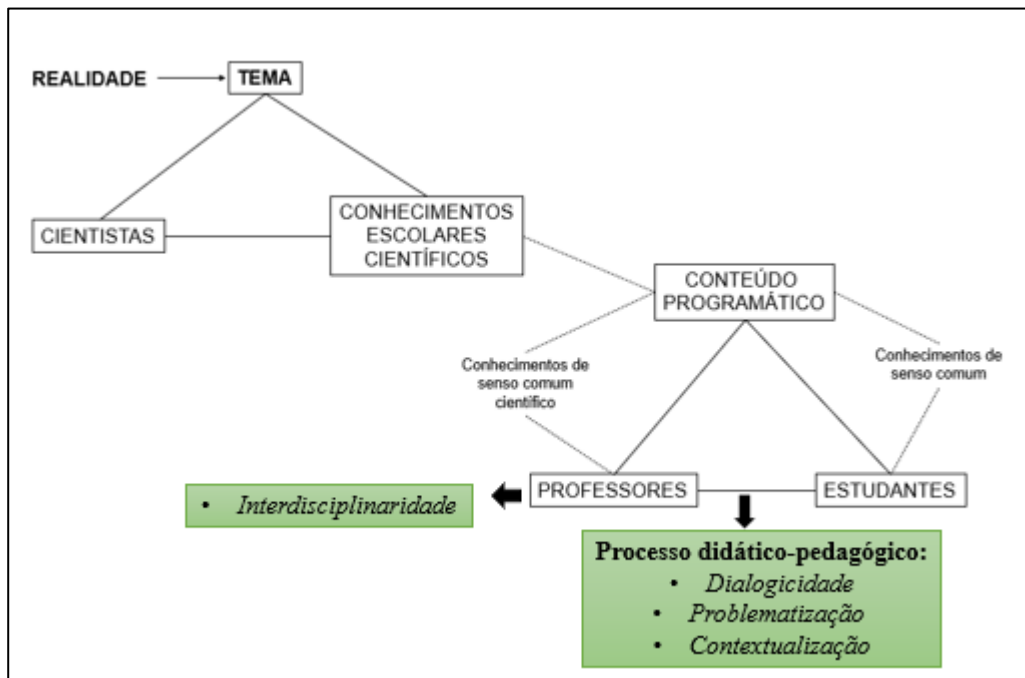 REALIDADE
TEMA
CIENTISTAS
CONHECIMENTOS
ESCOLARES
CIENTÍFICOS
CONTEÚDO
PROGRAMÁTICO
Conhecimentos de
senso comum
científico
Conhecimentos de
senso comum
PROFESSORES
ESTUDANTES
• Interdisciplinaridade
Processo didático-pedagógico:
• Dialogicidade
• Problematização
• Contextualização